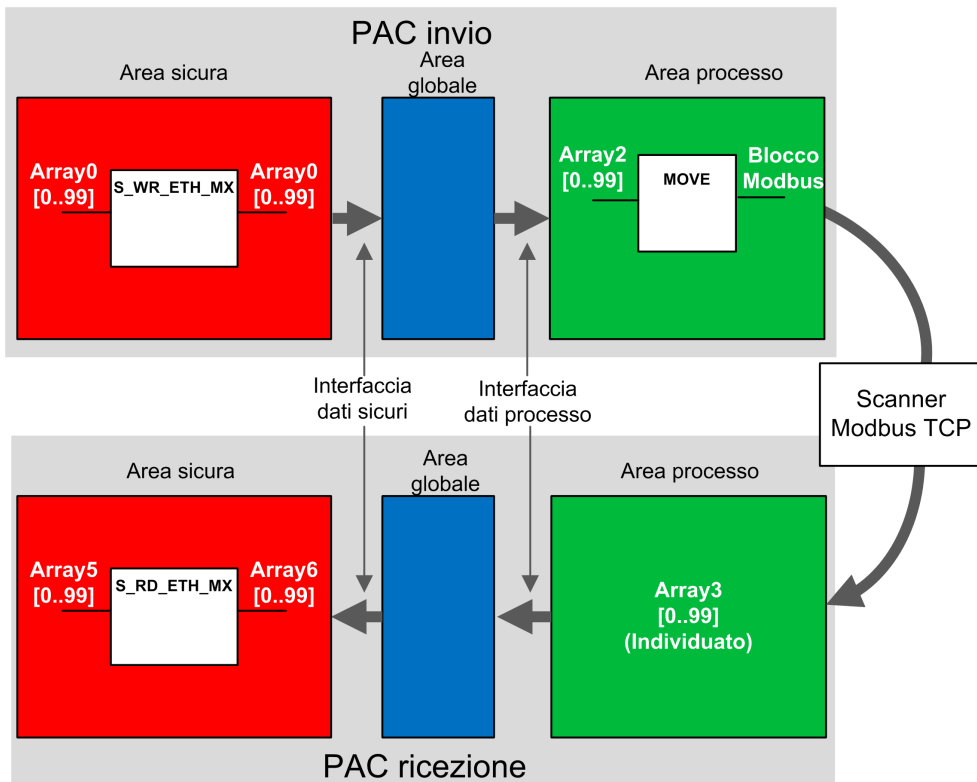 PAC invio
Area sicura
Area
globale
Area processo
Array0
[0..99]
S_WR_ETH_MX
Array0
[0..99]
Array2
[0..99]
MOVE
Blocco
Modbus
Interfaccia
dati sicuri
Interfaccia
dati processo
Scanner
Modbus TCP
Area sicura
Area
globale
Area processo
Array5
[0..99]
S_RD_ETH_MX
Array6
[0..99]
Array3
[0..99]
(Individuato)
PAC ricezione